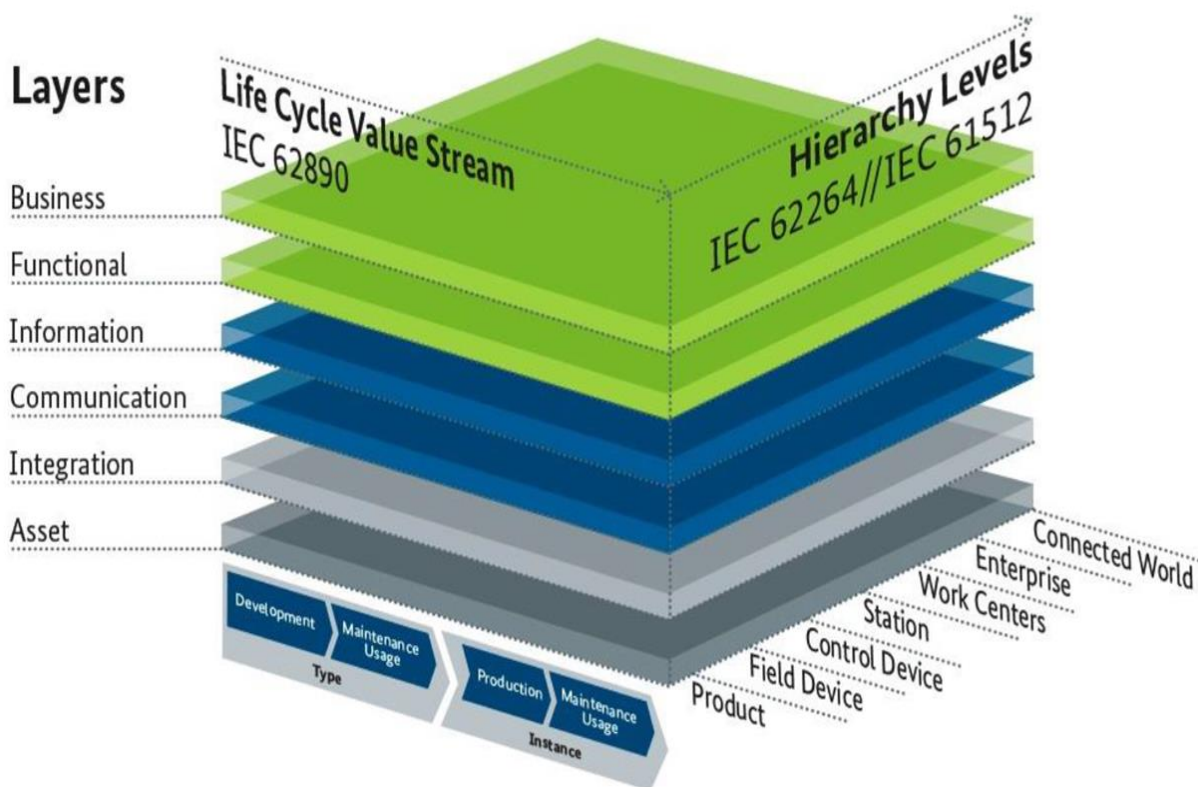 Layers
Life Cycle Value Stream
IEC 62890
Hierarchy Levels
IEC 62264//IEC 61512
Business
Functional
Information
Communication
Integration
Asset
Development
Maintenance
Usage
Type
Production
Maintenance
Usage
Instance
Connected World
Enterprise
Work Centers
Station
Control Device
Field Device
Product